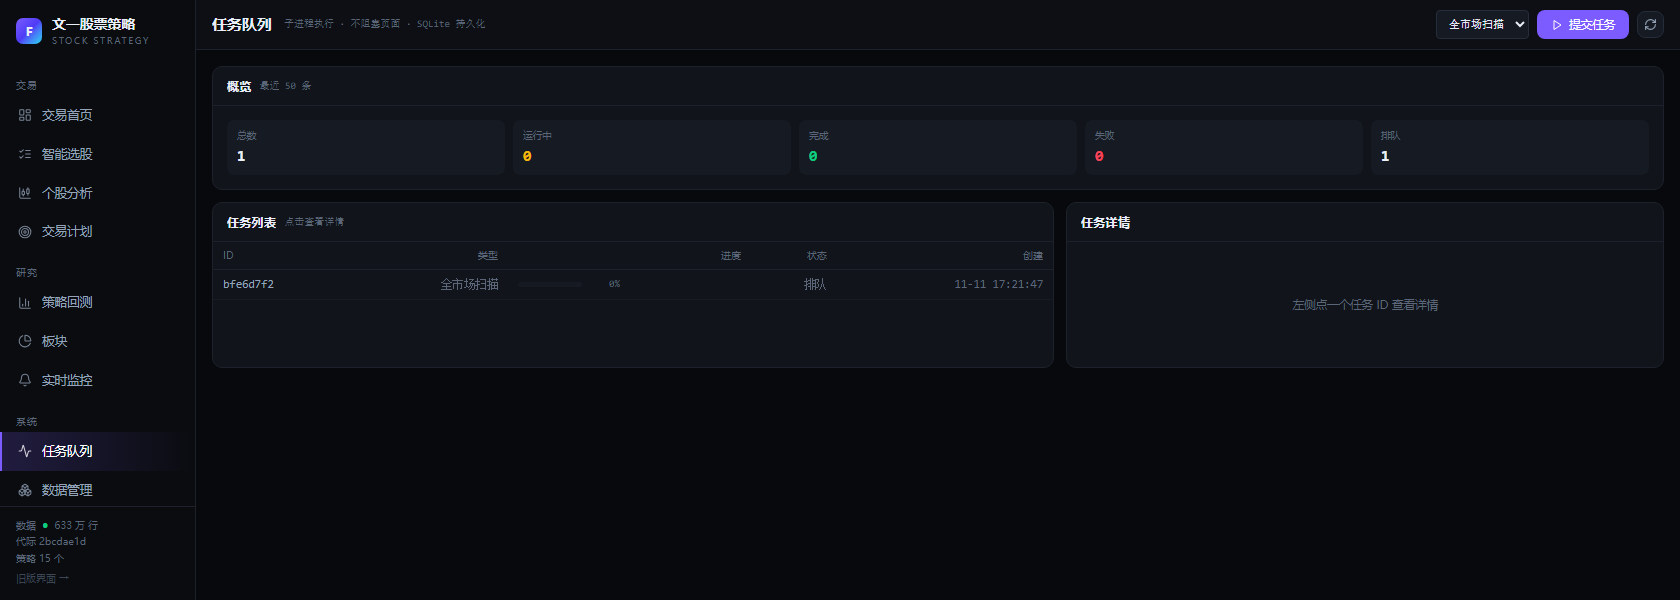 F
文一股票策略
STOCK STRATEGY
交易
交易首页
智能选股
个股分析
交易计划
研究
策略回测
板块
实时监控
系统
任务队列
数据管理
数据 633 万 行
代际 2bcdae1d
策略 15 个
旧版界面 →
任务队列 子进程执行 · 不阻塞页面 · SQLite 持久化
全市场扫描
提交任务
概览 最近 50 条
总数 运行中 完成 失败 排队
1 0 0 0 1
任务列表 点击查看详情
ID 类型 进度 状态 创建
bfe6d7f2 全市场扫描 0% 排队 11-11 17:21:47
任务详情
左侧点一个任务 ID 查看详情